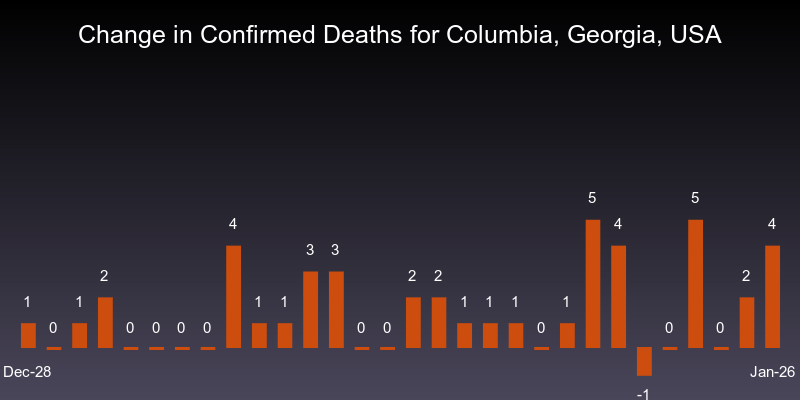 Change in Confirmed Deaths for Columbia, Georgia, USA
1 0 1 2 0 0 0 0 4 1 1 3 3 0 0 2 2 1 1 1 0 1 5 4 -1 0 5 0 2 4
Dec-28 Jan-26